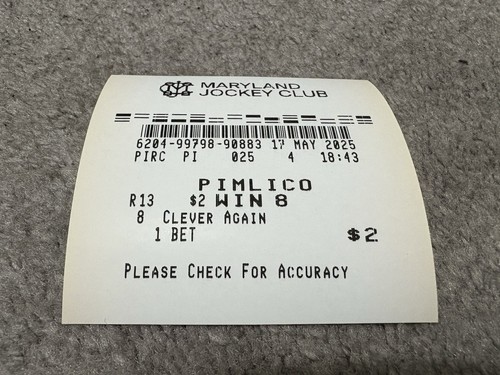 MJC MARYLAND
JOCKEY CLUB
6204-99798-90883 17 MAY 2025
PIRC PI 025 4 18:43
PIMLICO
R13 $2 WIN 8
8 CLEVER AGAIN
1 BET $2
PLEASE CHECK FOR ACCURACY